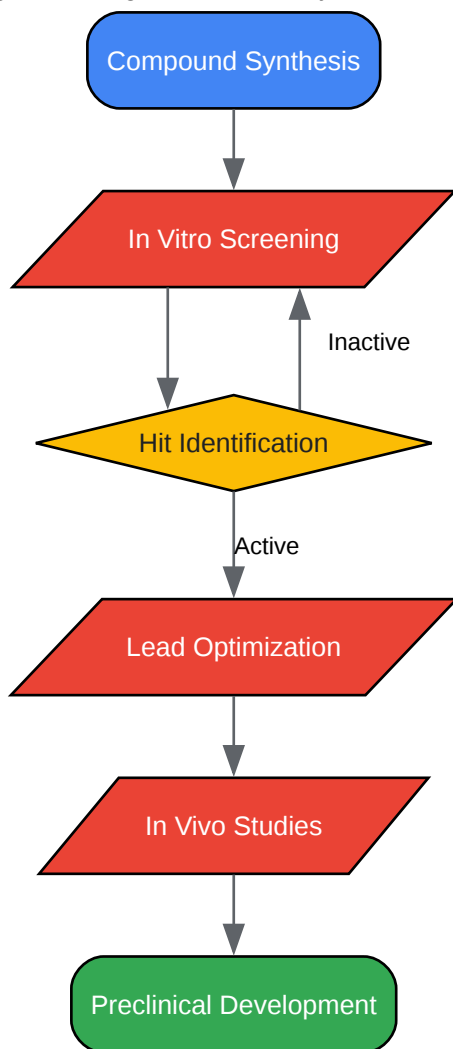 Compound Synthesis
In Vitro Screening
Inactive
Hit Identification
Active
Lead Optimization
In Vivo Studies
Preclinical Development